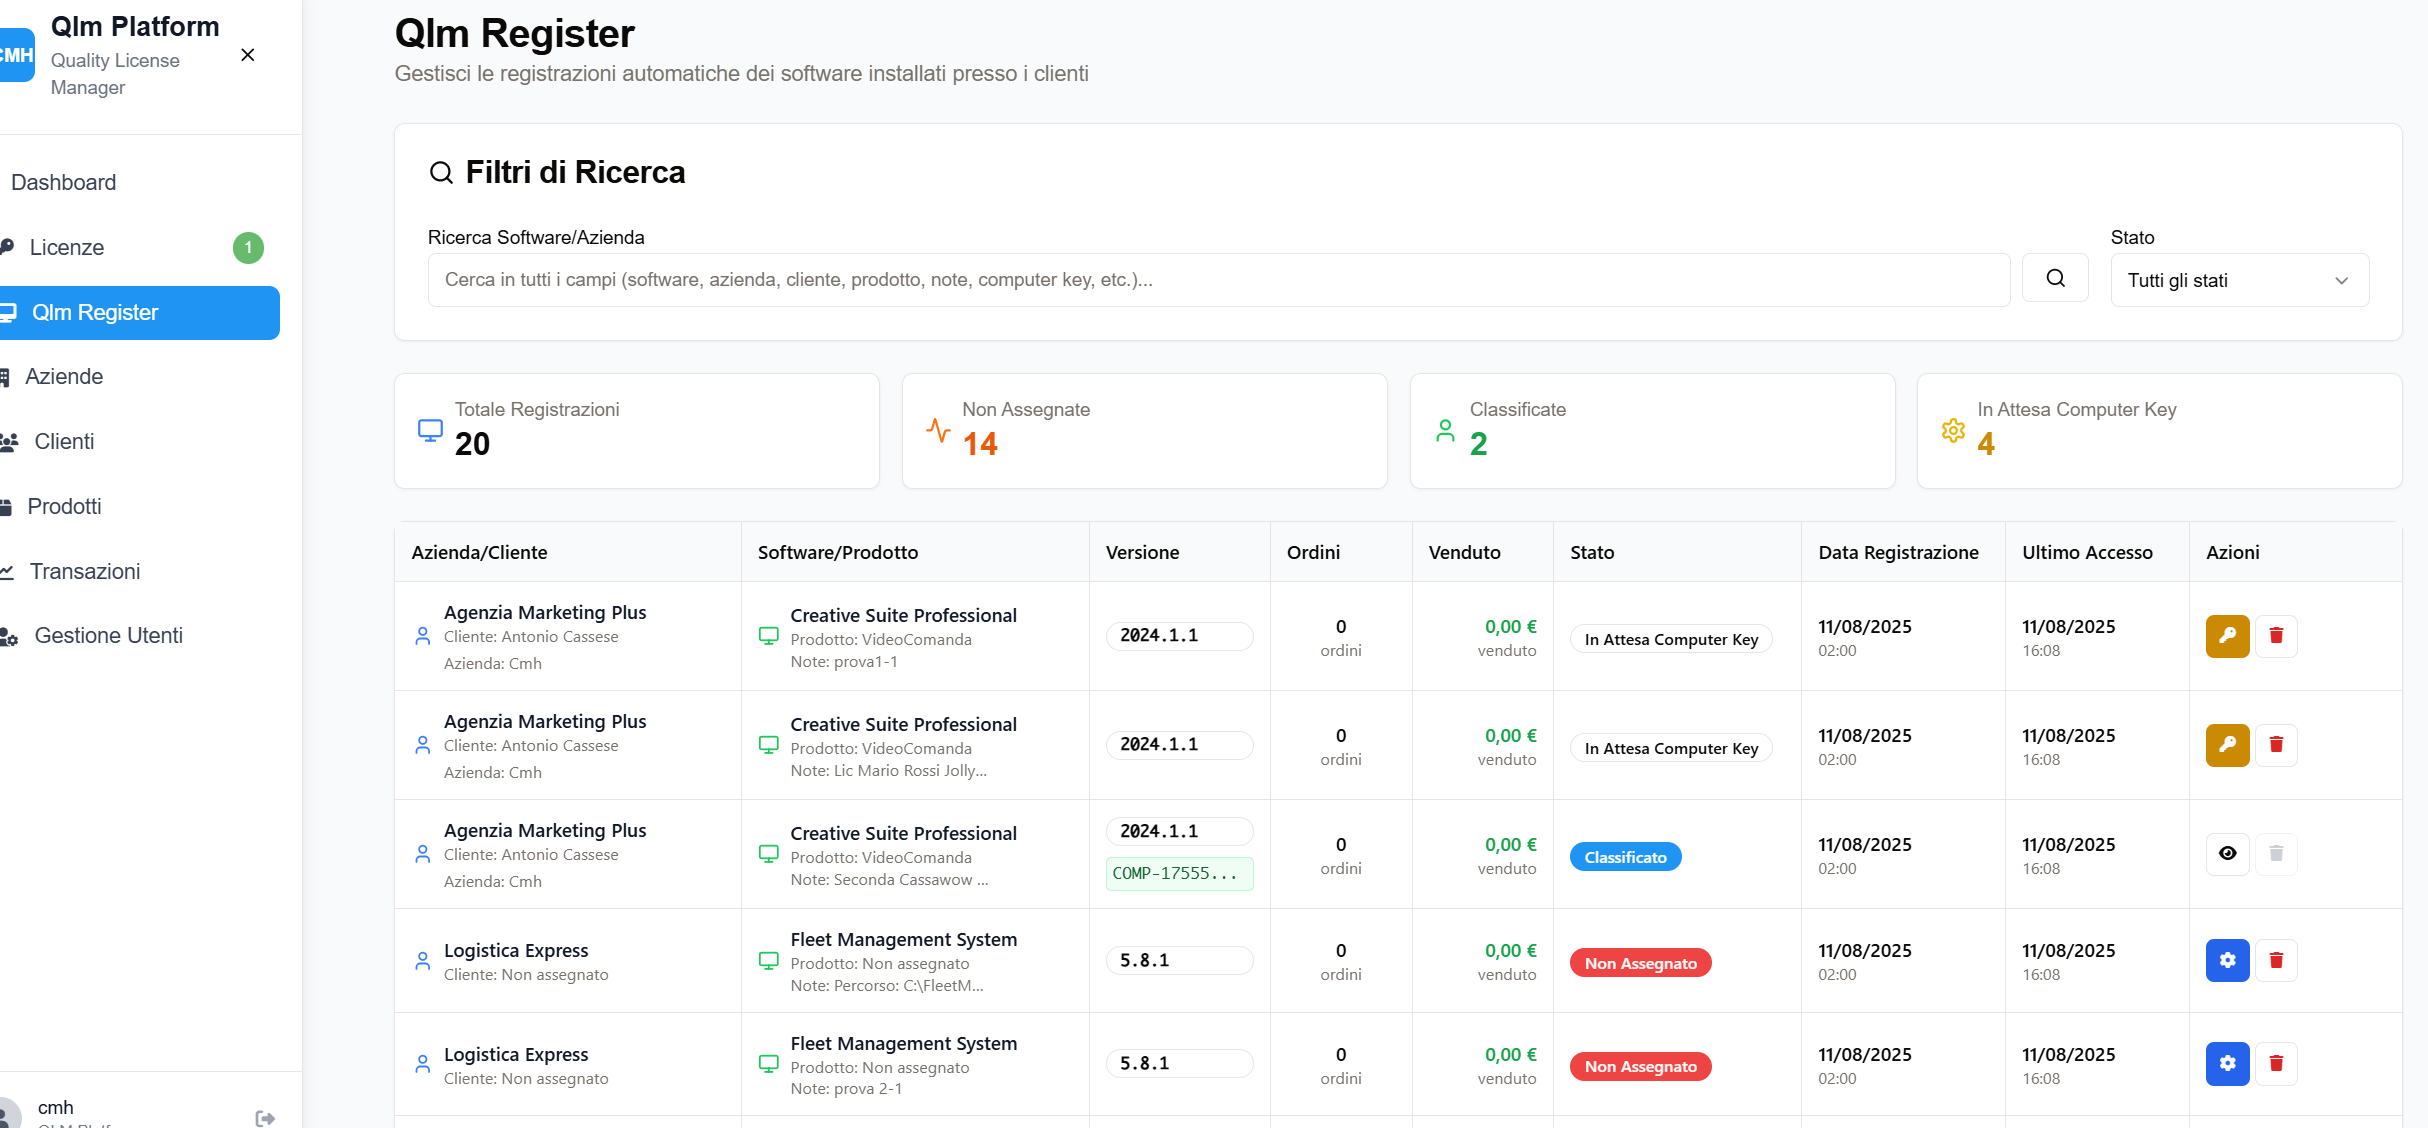 CMH
Qlm Platform
Quality License
Manager
Dashboard
Licenze
1
Qlm Register
Aziende
Clienti
Prodotti
Transazioni
Gestione Utenti
cmh
Qlm Register
Gestisci le registrazioni automatiche dei software installati presso i clienti
Filtri di Ricerca
Ricerca Software/Azienda
Stato
Cerca in tutti i campi (software, azienda, cliente, prodotto, note, computer key, etc.)...
Tutti gli stati
Totale Registrazioni
20
Non Assegnate
14
Classificate
2
In Attesa Computer Key
4
Azienda/Cliente Software/Prodotto Versione Ordini Venduto Stato Data Registrazione Ultimo Accesso Azioni
Agenzia Marketing Plus
Cliente: Antonio Cassese
Azienda: Cmh
Creative Suite Professional
Prodotto: VideoComanda
Note: prova1-1
2024.1.1
0
ordini
0,00 €
venduto
In Attesa Computer Key
11/08/2025
02:00
11/08/2025
16:08
Agenzia Marketing Plus
Cliente: Antonio Cassese
Azienda: Cmh
Creative Suite Professional
Prodotto: VideoComanda
Note: Lic Mario Rossi Jolly...
2024.1.1
0
ordini
0,00 €
venduto
In Attesa Computer Key
11/08/2025
02:00
11/08/2025
16:08
Agenzia Marketing Plus
Cliente: Antonio Cassese
Azienda: Cmh
Creative Suite Professional
Prodotto: VideoComanda
Note: Seconda Cassawow ...
2024.1.1
COMP-17555...
0
ordini
0,00 €
venduto
Classificato
11/08/2025
02:00
11/08/2025
16:08
Logistica Express
Cliente: Non assegnato
Fleet Management System
Prodotto: Non assegnato
Note: Percorso: C:\FleetM...
5.8.1
0
ordini
0,00 €
venduto
Non Assegnato
11/08/2025
02:00
11/08/2025
16:08
Logistica Express
Cliente: Non assegnato
Fleet Management System
Prodotto: Non assegnato
Note: prova 2-1
5.8.1
0
ordini
0,00 €
venduto
Non Assegnato
11/08/2025
02:00
11/08/2025
16:08